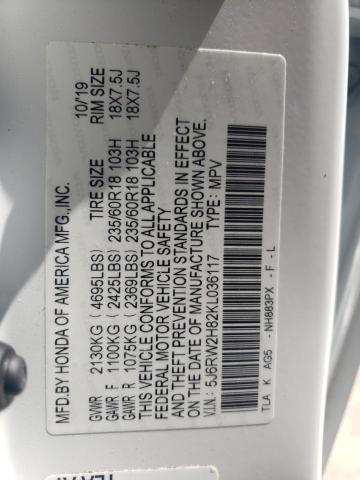 MFD.BY HONDA OF AMERICA MFG.,INC. 10/19
TIRE SIZE RIM SIZE
GVWR 2130KG (4695LBS)
GAWR F 1100KG (2425LBS) 235/60R18 103H 18X7.5J
GAWR R 1075KG (2369LBS) 235/60R18 103H 18X7.5J
THIS VEHICLE CONFORMS TO ALL APPLICABLE
FEDERAL MOTOR VEHICLE SAFETY
AND THEFT PREVENTION STANDARDS IN EFFECT
ON THE DATE OF MANUFACTURE SHOWN ABOVE.
V.I.N.: 5J6RW2H82KL036117 TYPE: MPV
TLA K AG5 - NH883PX - F - L